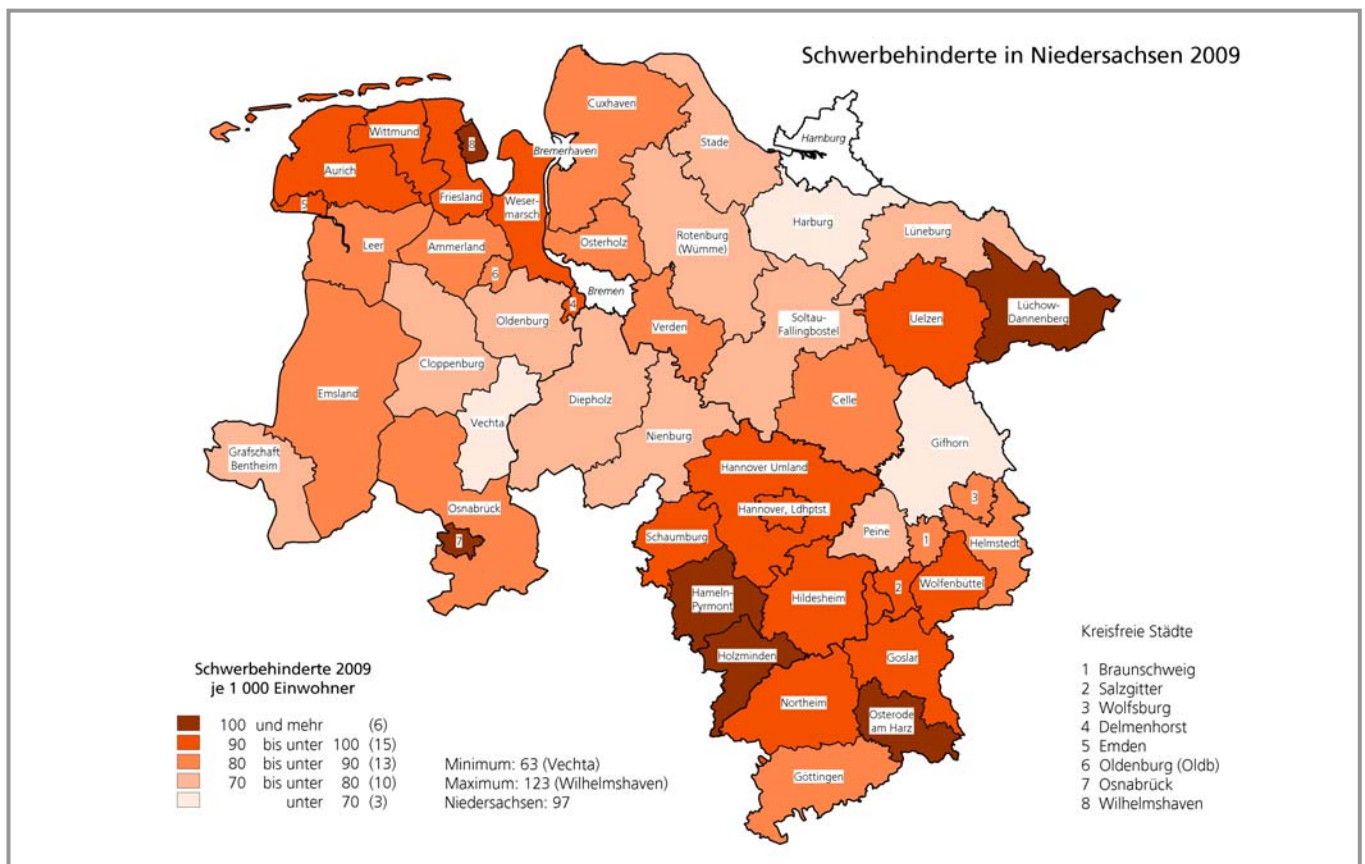 Schwerbehinderte in Niedersachsen 2009
Cuxhaven
Wittmund
Stade
Hamburg
8
Bremerhaven
Aurich
Friesland
Weser-
marsch
5
Harburg
Lüneburg
Rotenburg
(Wümme)
Leer
Ammerland
Osterholz
6
Bremen
4
Lüchow-
Dannenberg
Oldenburg
Soltau-
Fallingbostel
Uelzen
Verden
Cloppenburg
Emsland
Diepholz
Celle
Vechta
Nienburg
Gifhorn
Grafschaft
Bentheim
Hannover Umland
3
Osnabrück
Hannover, Ldhptst.
Peine
7
Schaumburg
1
Helmstedt
Wolfenbüttel
2
Hameln-
Pyrmont
Hildesheim
Holzminden
Goslar
Northeim
Osterode
am Harz
Göttingen
Schwerbehinderte 2009
je 1 000 Einwohner
100 und mehr (6)
90 bis unter 100 (15)
80 bis unter 90 (13)
70 bis unter 80 (10)
unter 70 (3)
Minimum: 63 (Vechta)
Maximum: 123 (Wilhelmshaven)
Niedersachsen: 97
Kreisfreie Städte
1 Braunschweig
2 Salzgitter
3 Wolfsburg
4 Delmenhorst
5 Emden
6 Oldenburg (Oldb)
7 Osnabrück
8 Wilhelmshaven